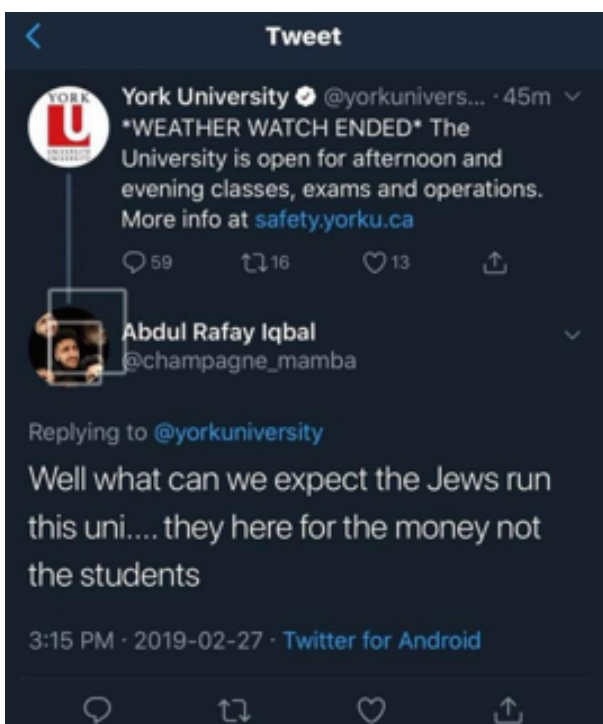 Tweet
YORK
U
York University @yorkunivers... · 45m
*WEATHER WATCH ENDED* The
University is open for afternoon and
evening classes, exams and operations.
More info at safety.yorku.ca
59 16 13
Abdul Rafay Iqbal
@champagne_mamba
Replying to @yorkuniversity
Well what can we expect the Jews run
this uni.... they here for the money not
the students
3:15 PM · 2019-02-27 · Twitter for Android